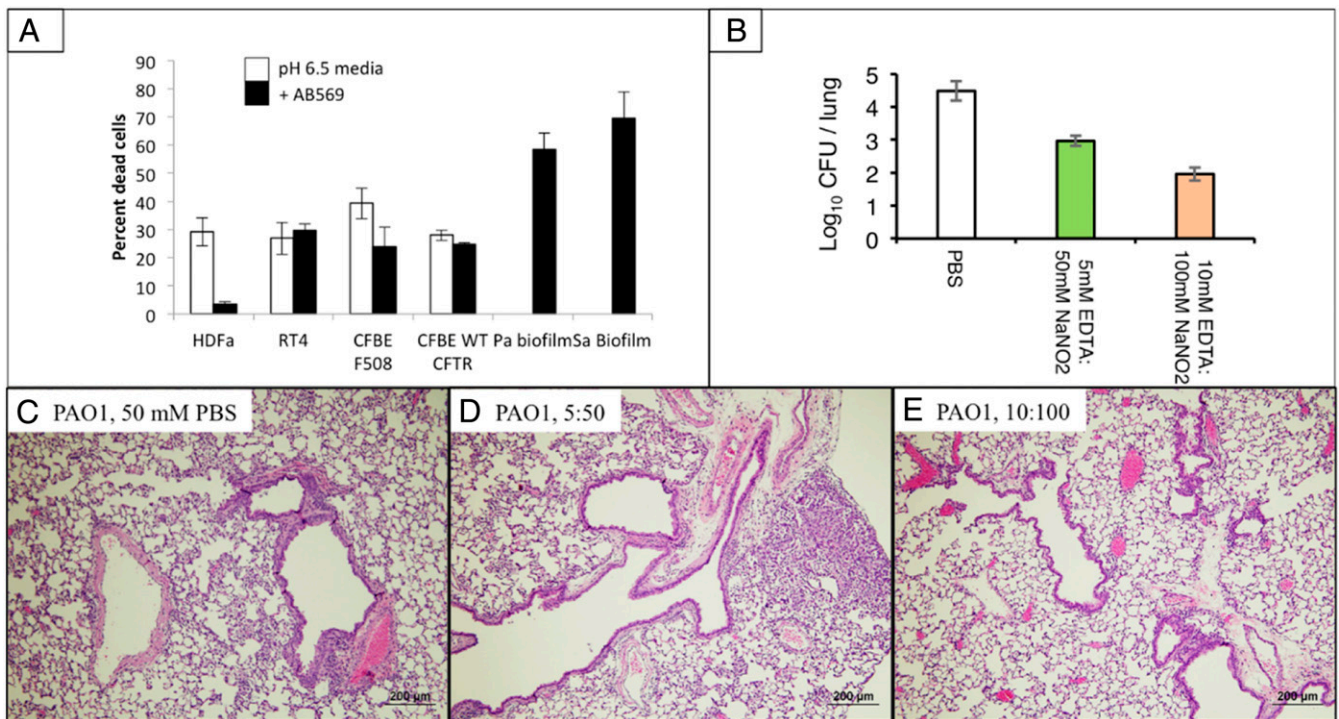 A
Percent dead cells
90
80
70
60
50
40
30
20
10
0
pH 6.5 media
+ AB569
HDFa
RT4
CFBE
F508
CFBE WT
CFTR
Pa biofilm
Sa Biofilm
B
Log10 CFU / lung
5
4
3
2
1
0
PBS
5mM EDTA:
50mM NaNO2
10mM EDTA:
100mM NaNO2
C
PAO1, 50 mM PBS
200 µm
D
PAO1, 5:50
200 µm
E
PAO1, 10:100
200 µm